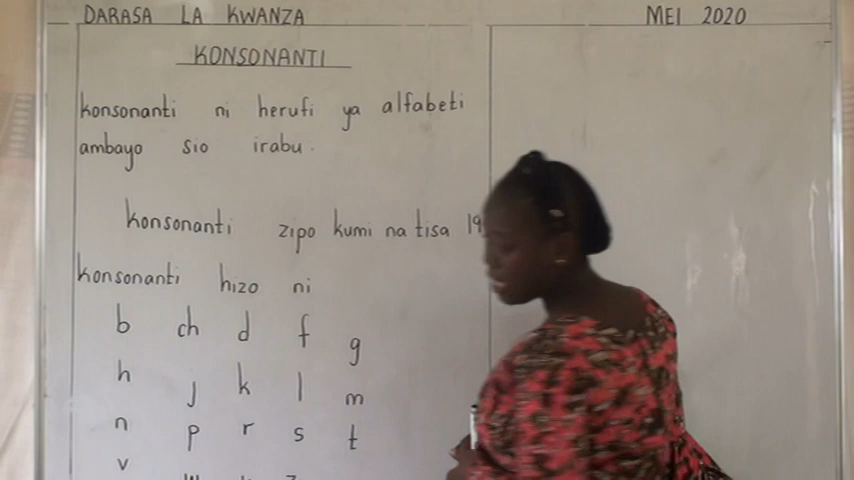 DARASA LA KWANZA
MEI 2020
KONSONANTI
konsonanti ni herufi ya alfabeti
ambayo sio irabu.
konsonanti zipo kumi na tisa 19
konsonanti hizo ni
b ch d f g
h j k l m
n p r s t
v